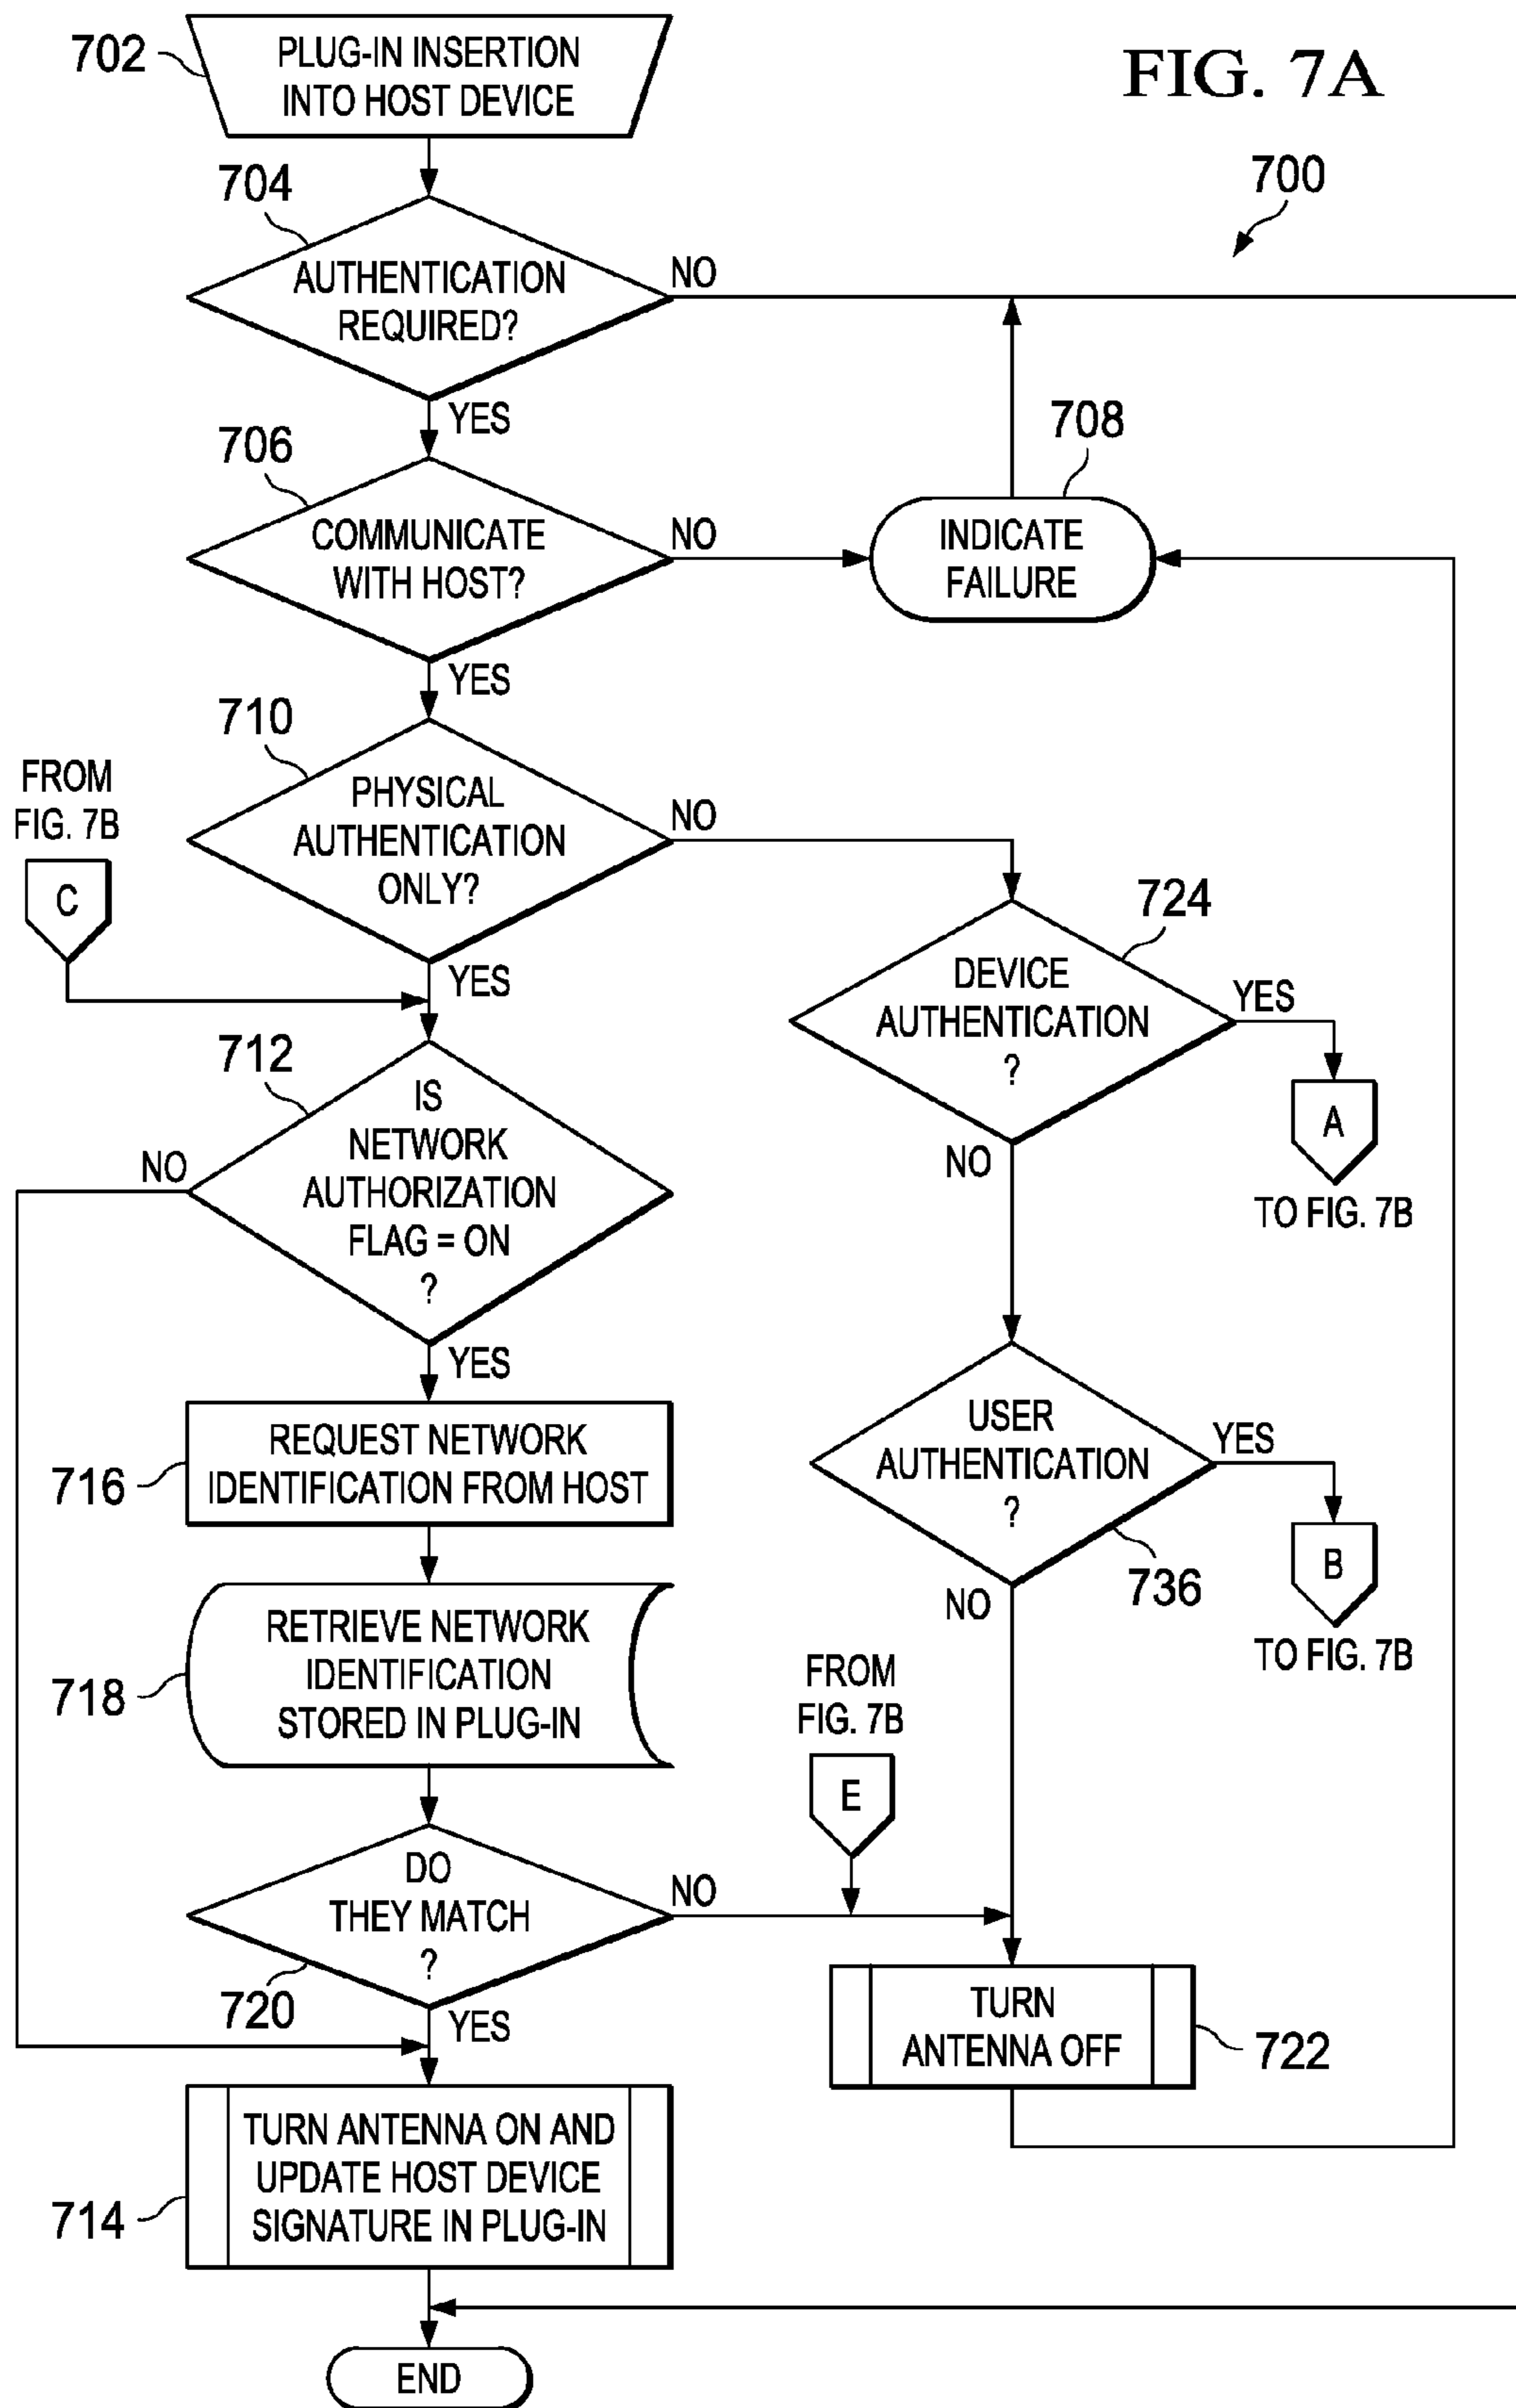 FIG. 7A
700
702
PLUG-IN INSERTION
INTO HOST DEVICE
704
AUTHENTICATION
REQUIRED?
NO
YES
706
COMMUNICATE
WITH HOST?
NO
YES
708
INDICATE
FAILURE
710
PHYSICAL
AUTHENTICATION
ONLY?
NO
YES
FROM
FIG. 7B
C
724
DEVICE
AUTHENTICATION
?
YES
NO
A
TO FIG. 7B
712
IS
NETWORK
AUTHORIZATION
FLAG = ON
?
NO
YES
736
USER
AUTHENTICATION
?
YES
NO
B
TO FIG. 7B
716
REQUEST NETWORK
IDENTIFICATION FROM HOST
718
RETRIEVE NETWORK
IDENTIFICATION
STORED IN PLUG-IN
FROM
FIG. 7B
E
720
DO
THEY MATCH
?
NO
YES
722
TURN
ANTENNA OFF
714
TURN ANTENNA ON AND
UPDATE HOST DEVICE
SIGNATURE IN PLUG-IN
END